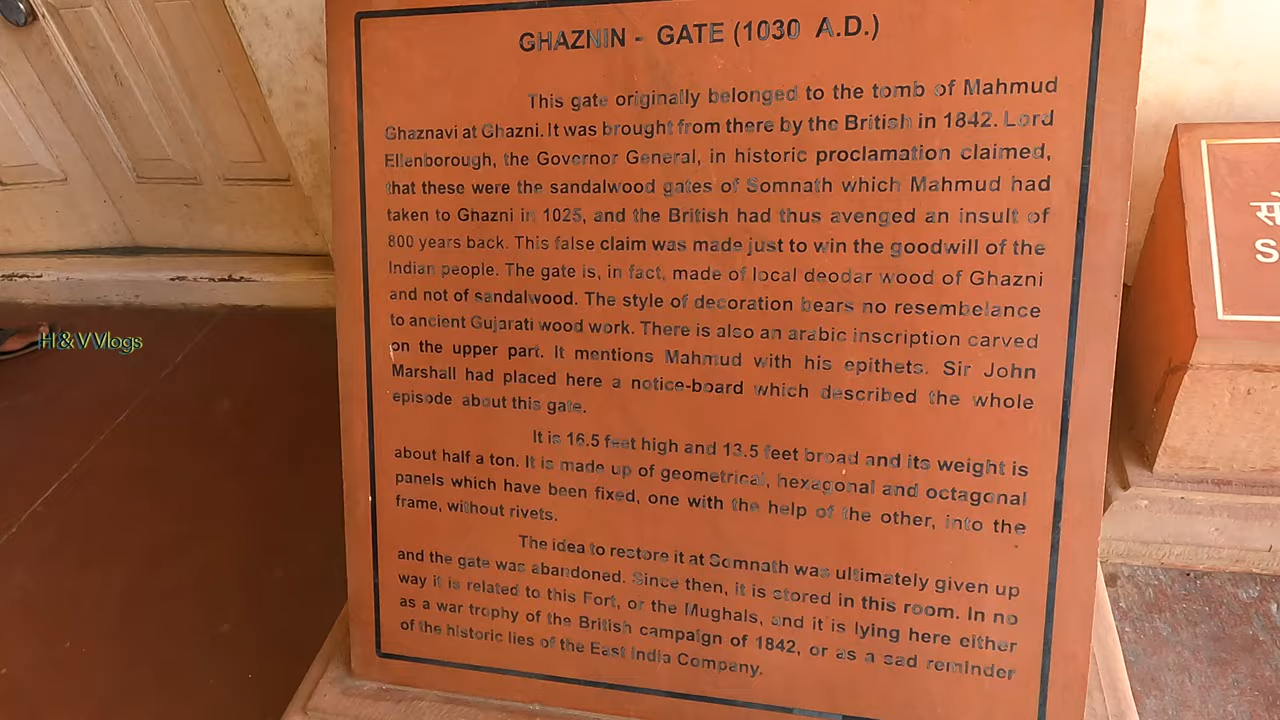 GHAZNIN - GATE (1030 A.D.)
This gate originally belonged to the tomb of Mahmud
Ghaznavi at Ghazni. It was brought from there by the British in 1842. Lord
Ellenborough, the Governor General, in historic proclamation claimed,
that these were the sandalwood gates of Somnath which Mahmud had
taken to Ghazni in 1025, and the British had thus avenged an insult of
800 years back. This false claim was made just to win the goodwill of the
Indian people. The gate is, in fact, made of local deodar wood of Ghazni
and not of sandalwood. The style of decoration bears no resembelance
to ancient Gujarati wood work. There is also an arabic inscription carved
on the upper part. It mentions Mahmud with his epithets. Sir John
Marshall had placed here a notice-board which described the whole
episode about this gate.
It is 16.5 feet high and 13.5 feet broad and its weight is
about half a ton. It is made up of geometrical, hexagonal and octagonal
panels which have been fixed, one with the help of the other, into the
frame, without rivets.
The idea to restore it at Somnath was ultimately given up
and the gate was abandoned. Since then, it is stored in this room. In no
way it is related to this Fort, or the Mughals, and it is lying here either
as a war trophy of the British campaign of 1842, or as a sad reminder
of the historic lies of the East India Company.
H&V Vlogs
S